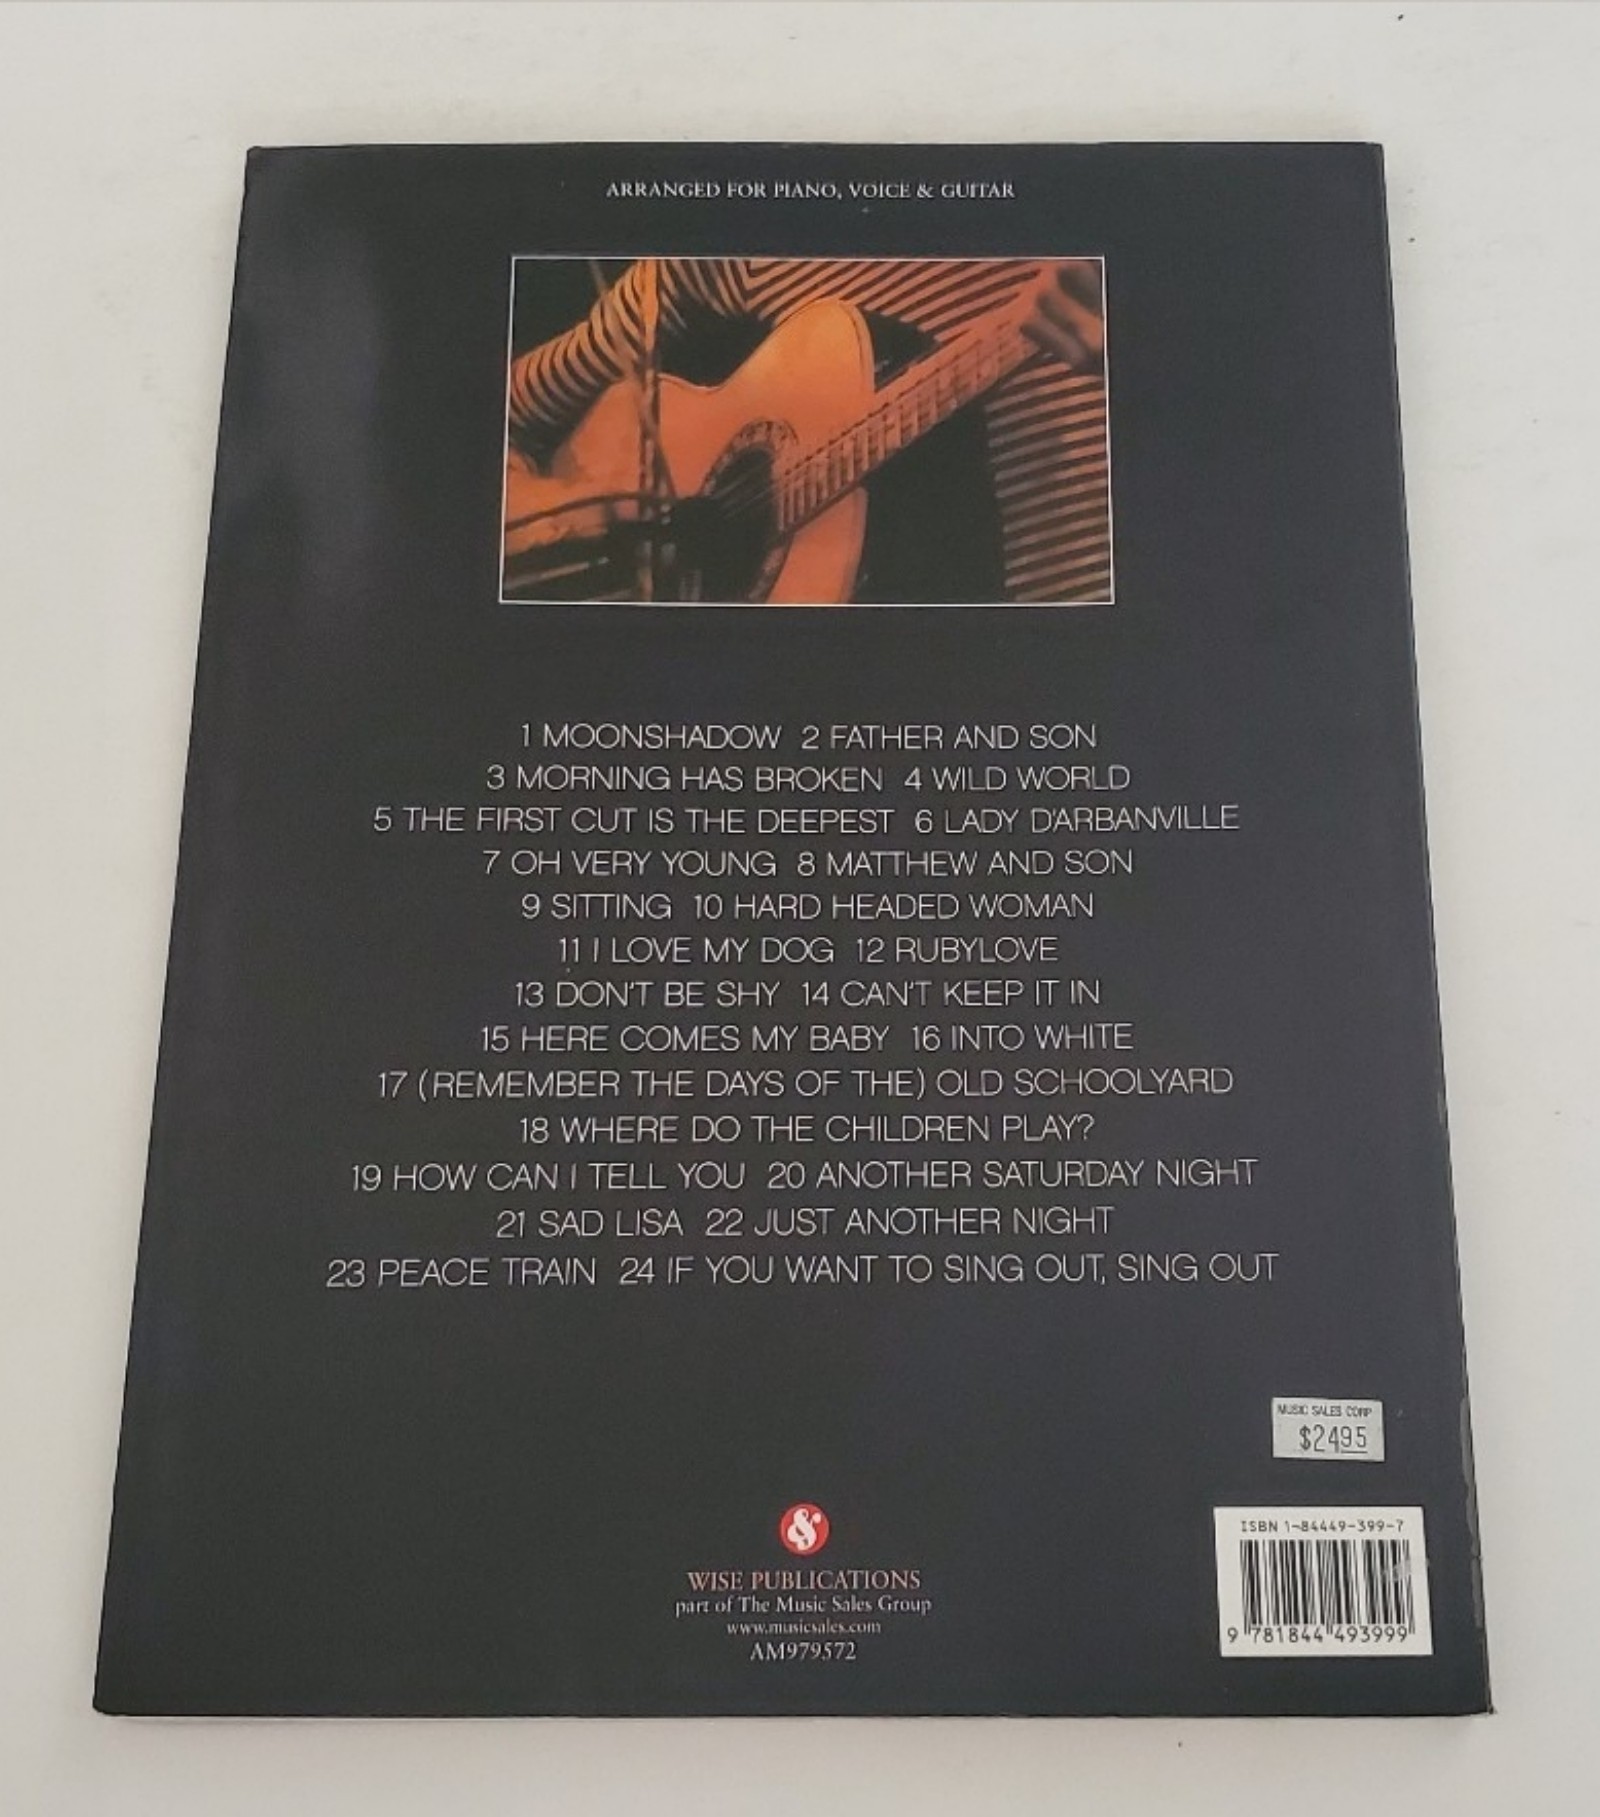 ARRANGED FOR PIANO, VOICE & GUITAR
1 MOONSHADOW 2 FATHER AND SON
3 MORNING HAS BROKEN 4 WILD WORLD
5 THE FIRST CUT IS THE DEEPEST 6 LADY D'ARBANVILLE
7 OH VERY YOUNG 8 MATTHEW AND SON
9 SITTING 10 HARD HEADED WOMAN
11 I LOVE MY DOG 12 RUBYLOVE
13 DON'T BE SHY 14 CAN'T KEEP IT IN
15 HERE COMES MY BABY 16 INTO WHITE
17 (REMEMBER THE DAYS OF THE) OLD SCHOOLYARD
18 WHERE DO THE CHILDREN PLAY?
19 HOW CAN I TELL YOU 20 ANOTHER SATURDAY NIGHT
21 SAD LISA 22 JUST ANOTHER NIGHT
23 PEACE TRAIN 24 IF YOU WANT TO SING OUT, SING OUT
MUSIC SALES CORP
$2495
&
WISE PUBLICATIONS
part of The Music Sales Group
www.musicsales.com
AM979572
ISBN 1-84449-399-7
9 781844 493999